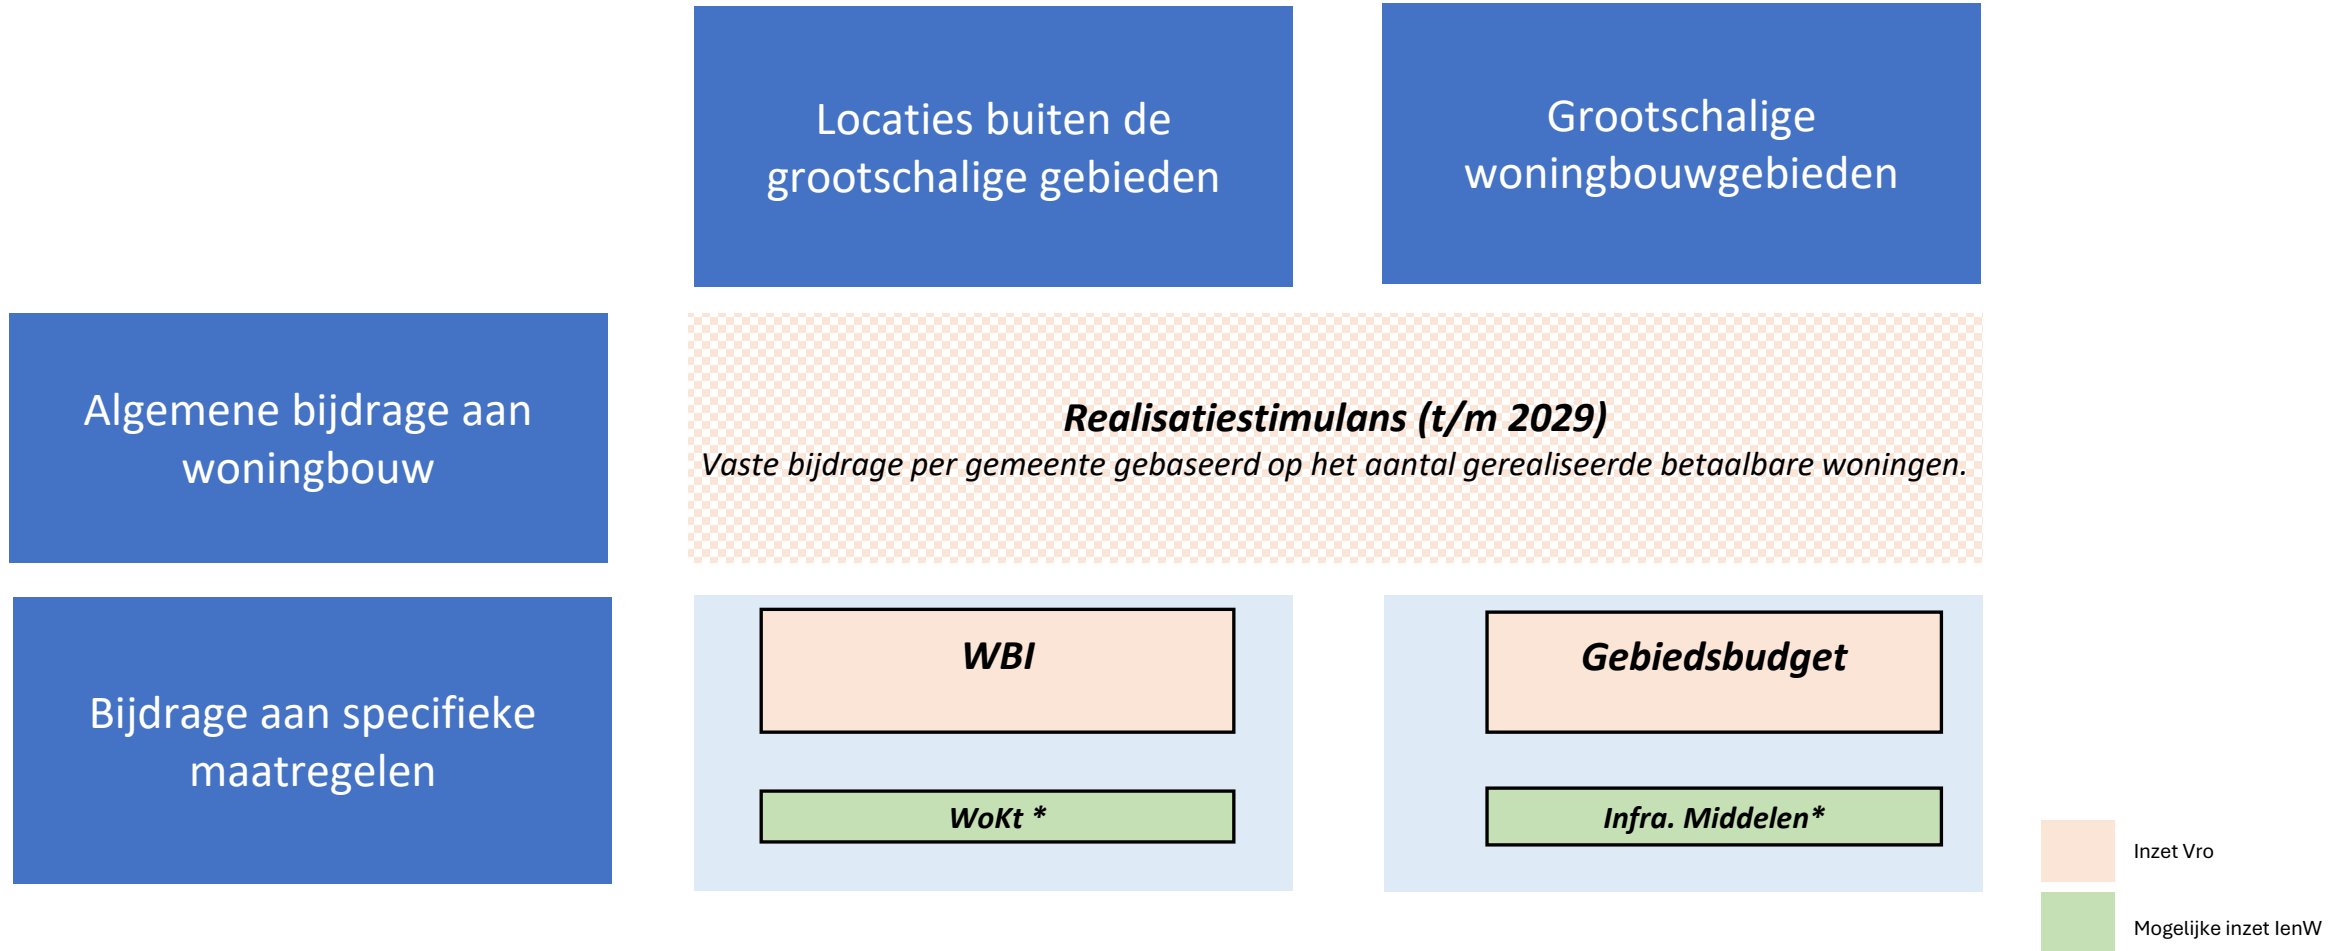 Locaties buiten de
grootschalige gebieden
Grootschalige
woningbouwgebieden
Algemene bijdrage aan
woningbouw
Realisatiestimulans (t/m 2029)
Vaste bijdrage per gemeente gebaseerd op het aantal gerealiseerde betaalbare woningen.
Bijdrage aan specifieke
maatregelen
WBI
WoKt *
Gebiedsbudget
Infra. Middelen*
Inzet Vro
Mogelijke inzet IenW